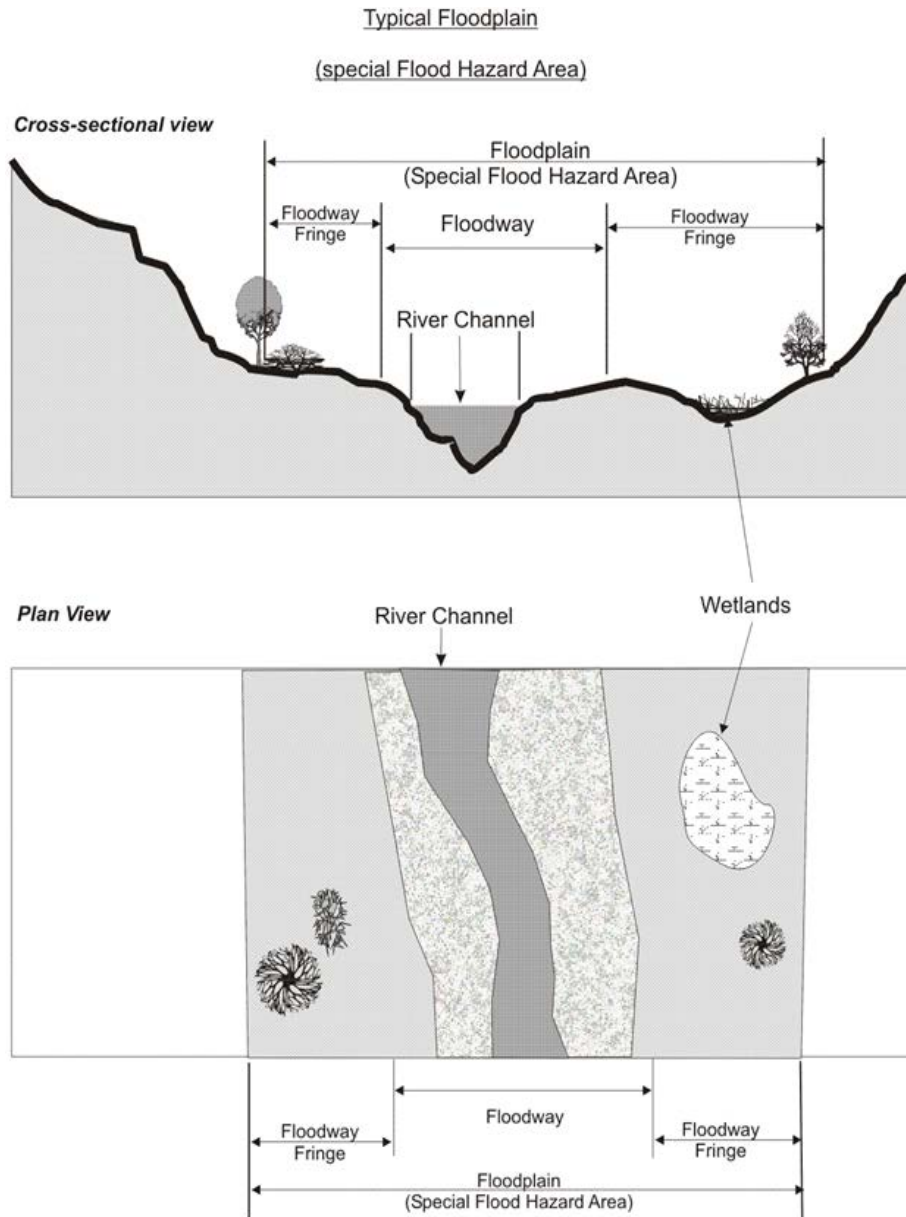 Typical Floodplain
(special Flood Hazard Area)
Cross-sectional view
Floodplain
(Special Flood Hazard Area)
Floodway
Fringe
Floodway
Floodway
Fringe
River Channel
Plan View
River Channel
Wetlands
Floodway
Fringe
Floodway
Floodway
Fringe
Floodplain
(Special Flood Hazard Area)